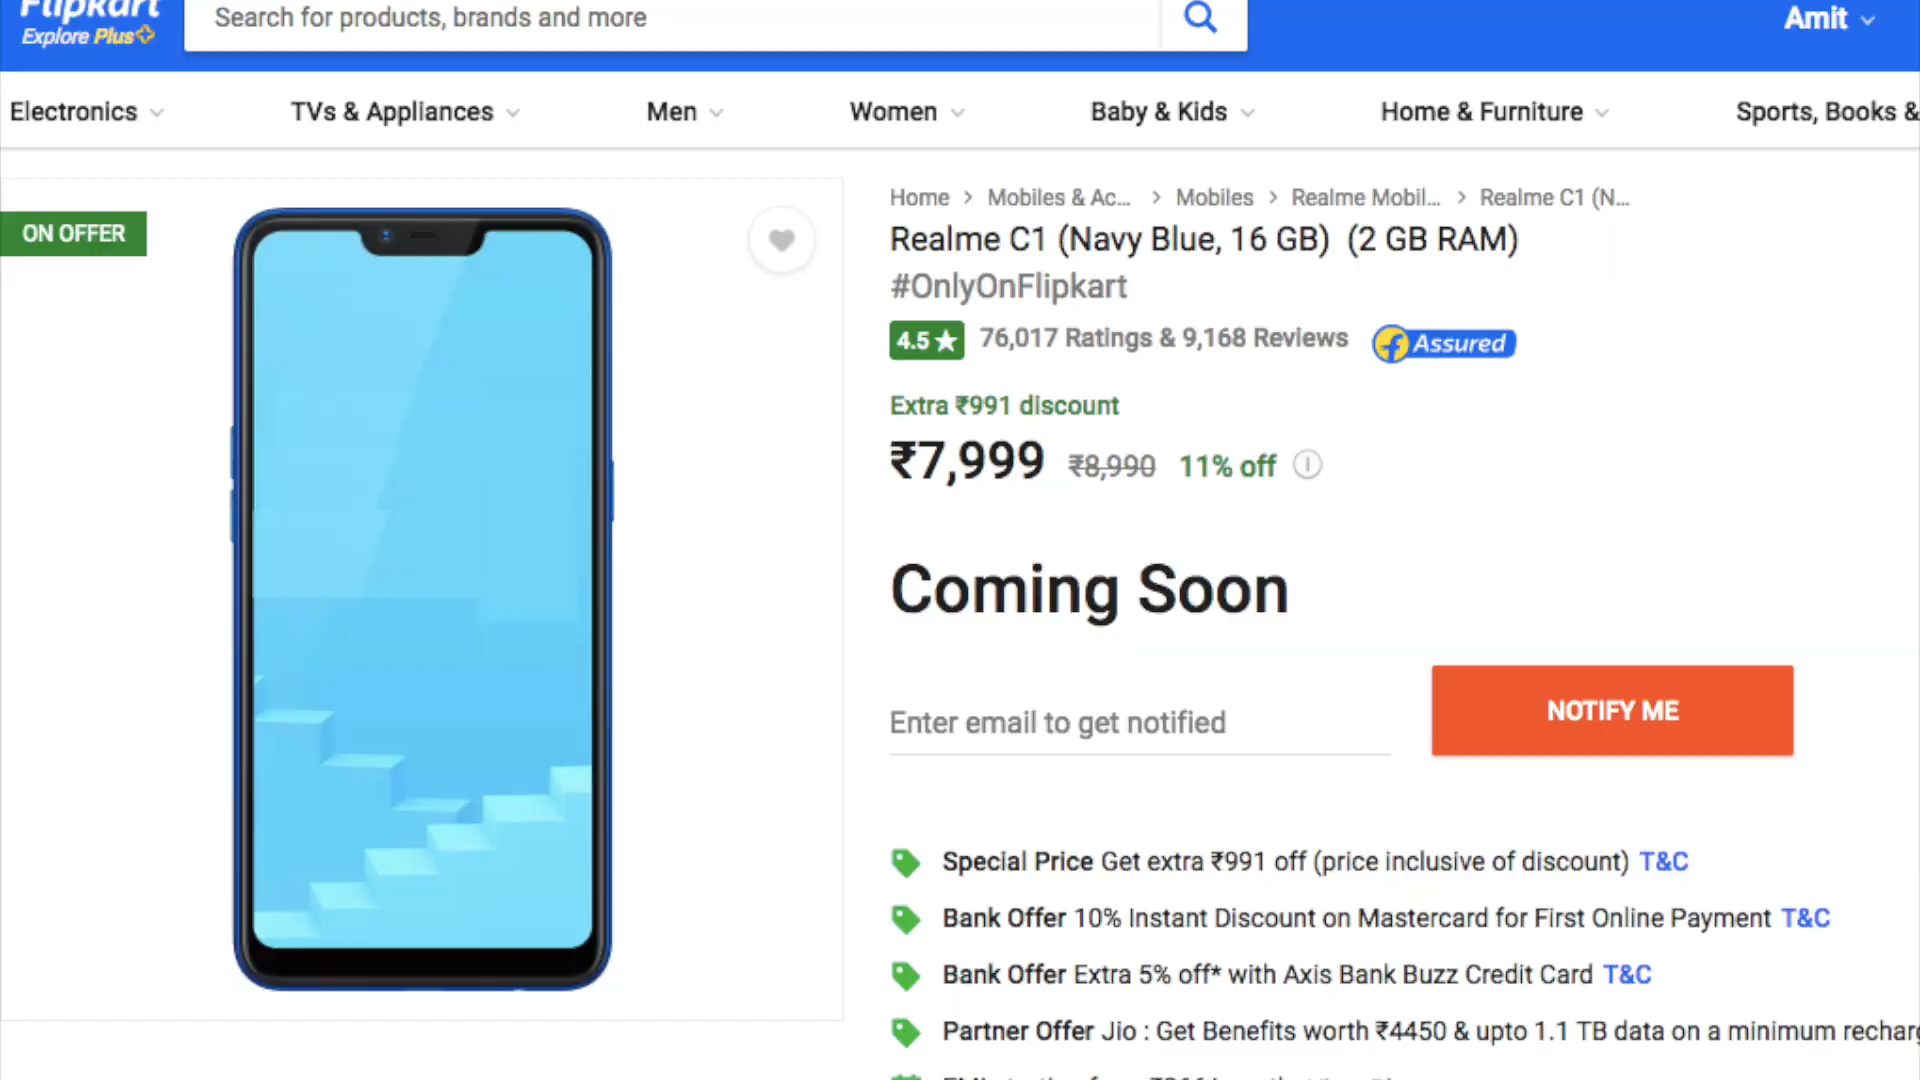 Flipkart
Explore Plus
Search for products, brands and more
Amit
Electronics
TVs & Appliances
Men
Women
Baby & Kids
Home & Furniture
Sports, Books &
ON OFFER
Home > Mobiles & Ac... > Mobiles > Realme Mobil... > Realme C1 (N...
Realme C1 (Navy Blue, 16 GB) (2 GB RAM)
#OnlyOnFlipkart
4.5★ 76,017 Ratings & 9,168 Reviews Assured
Extra ₹991 discount
₹7,999 ₹8,990 11% off
Coming Soon
Enter email to get notified
NOTIFY ME
Special Price Get extra ₹991 off (price inclusive of discount) T&C
Bank Offer 10% Instant Discount on Mastercard for First Online Payment T&C
Bank Offer Extra 5% off* with Axis Bank Buzz Credit Card T&C
Partner Offer Jio : Get Benefits worth ₹4450 & upto 1.1 TB data on a minimum